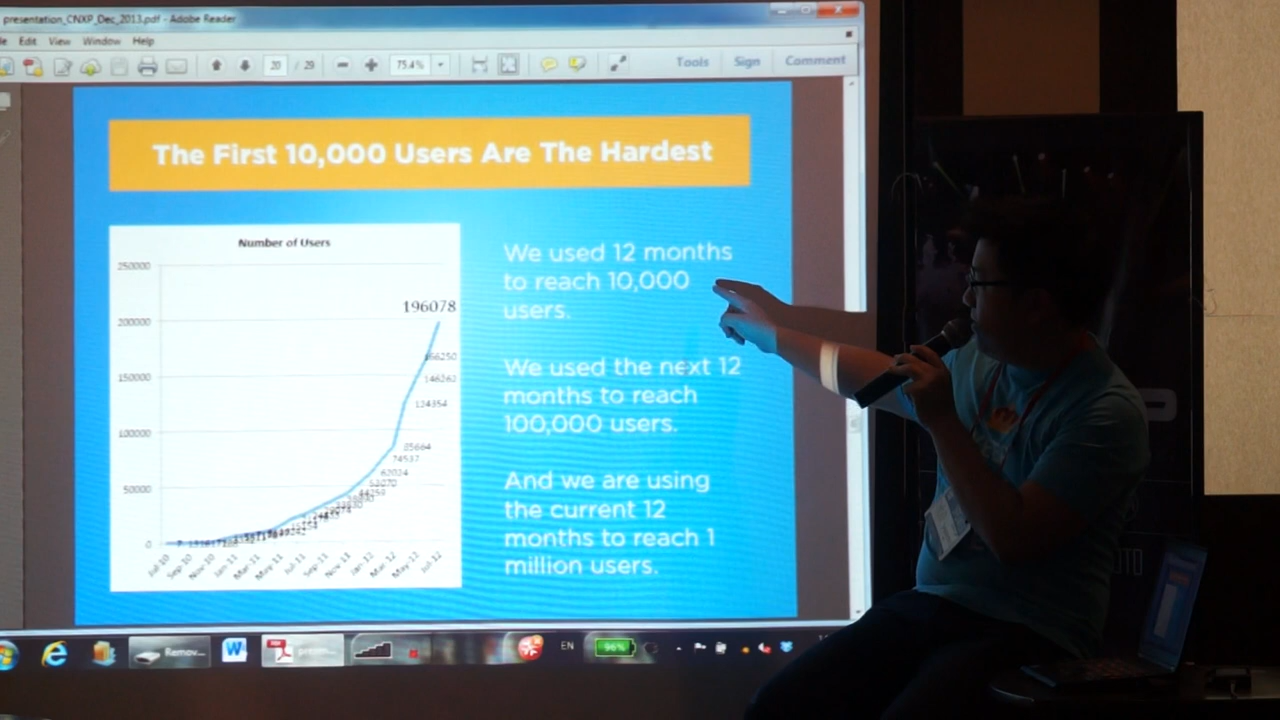 presentation_CNXP_Dec_2013.pdf - Adobe Reader
Edit View Window Help
20 / 29 75.4% Tools Sign Comment
The First 10,000 Users Are The Hardest
Number of Users
250000
200000
150000
100000
50000
0
196078
166250
146262
124354
85664
74537
62024
53070
44259
Jul 10
Sep 10
Nov 10
Jan 11
Mar 11
May 11
Jul 11
Sep 11
Nov 11
Jan 12
Mar 12
May 12
Jul 12
We used 12 months
to reach 10,000
users.
We used the next 12
months to reach
100,000 users.
And we are using
the current 12
months to reach 1
million users.
Remov...
EN
96%